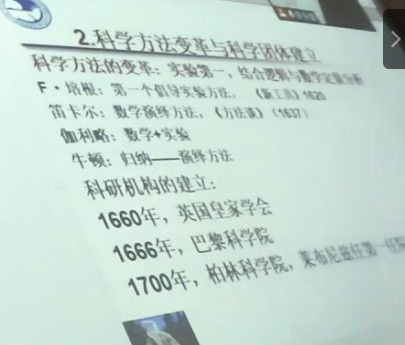 2.科学方法变革与科学团体建立
科学方法的变革：实验第一，结合逻辑与数学定量分析
F·培根：第一个倡导实验方法，《新工具》1620
笛卡尔：数学演绎方法，《方法谈》（1637）
伽利略：数学+实验
牛顿：归纳——演绎方法
科研机构的建立：
1660年，英国皇家学会
1666年，巴黎科学院
1700年，柏林科学院，莱布尼兹任第一任院